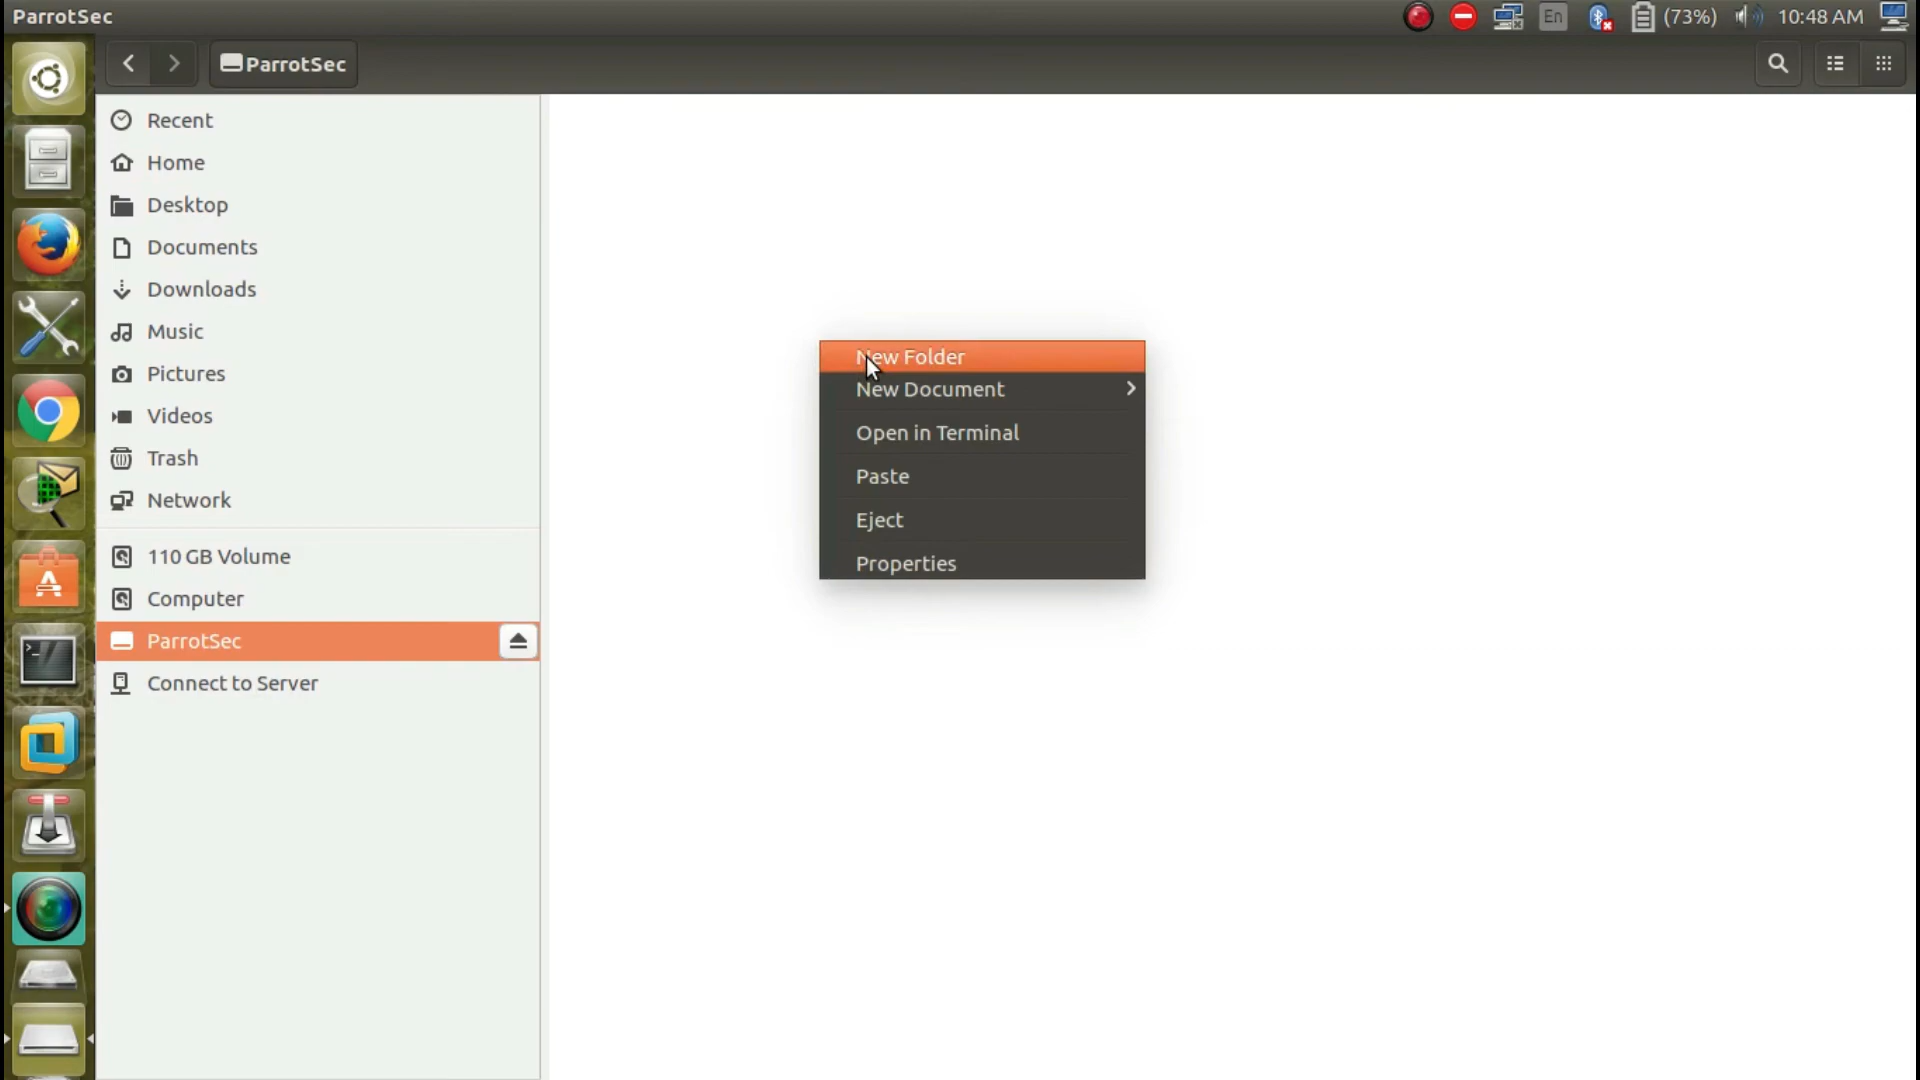 ParrotSec
En
(73%)
10:48 AM
ParrotSec
Recent
Home
Desktop
Documents
Downloads
Music
Pictures
Videos
Trash
Network
110 GB Volume
Computer
ParrotSec
Connect to Server
New Folder
New Document
Open in Terminal
Paste
Eject
Properties